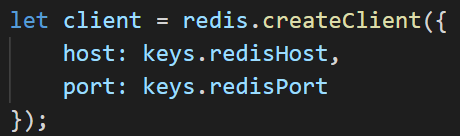 let client = redis.createClient({
    host: keys.redisHost,
    port: keys.redisPort
});